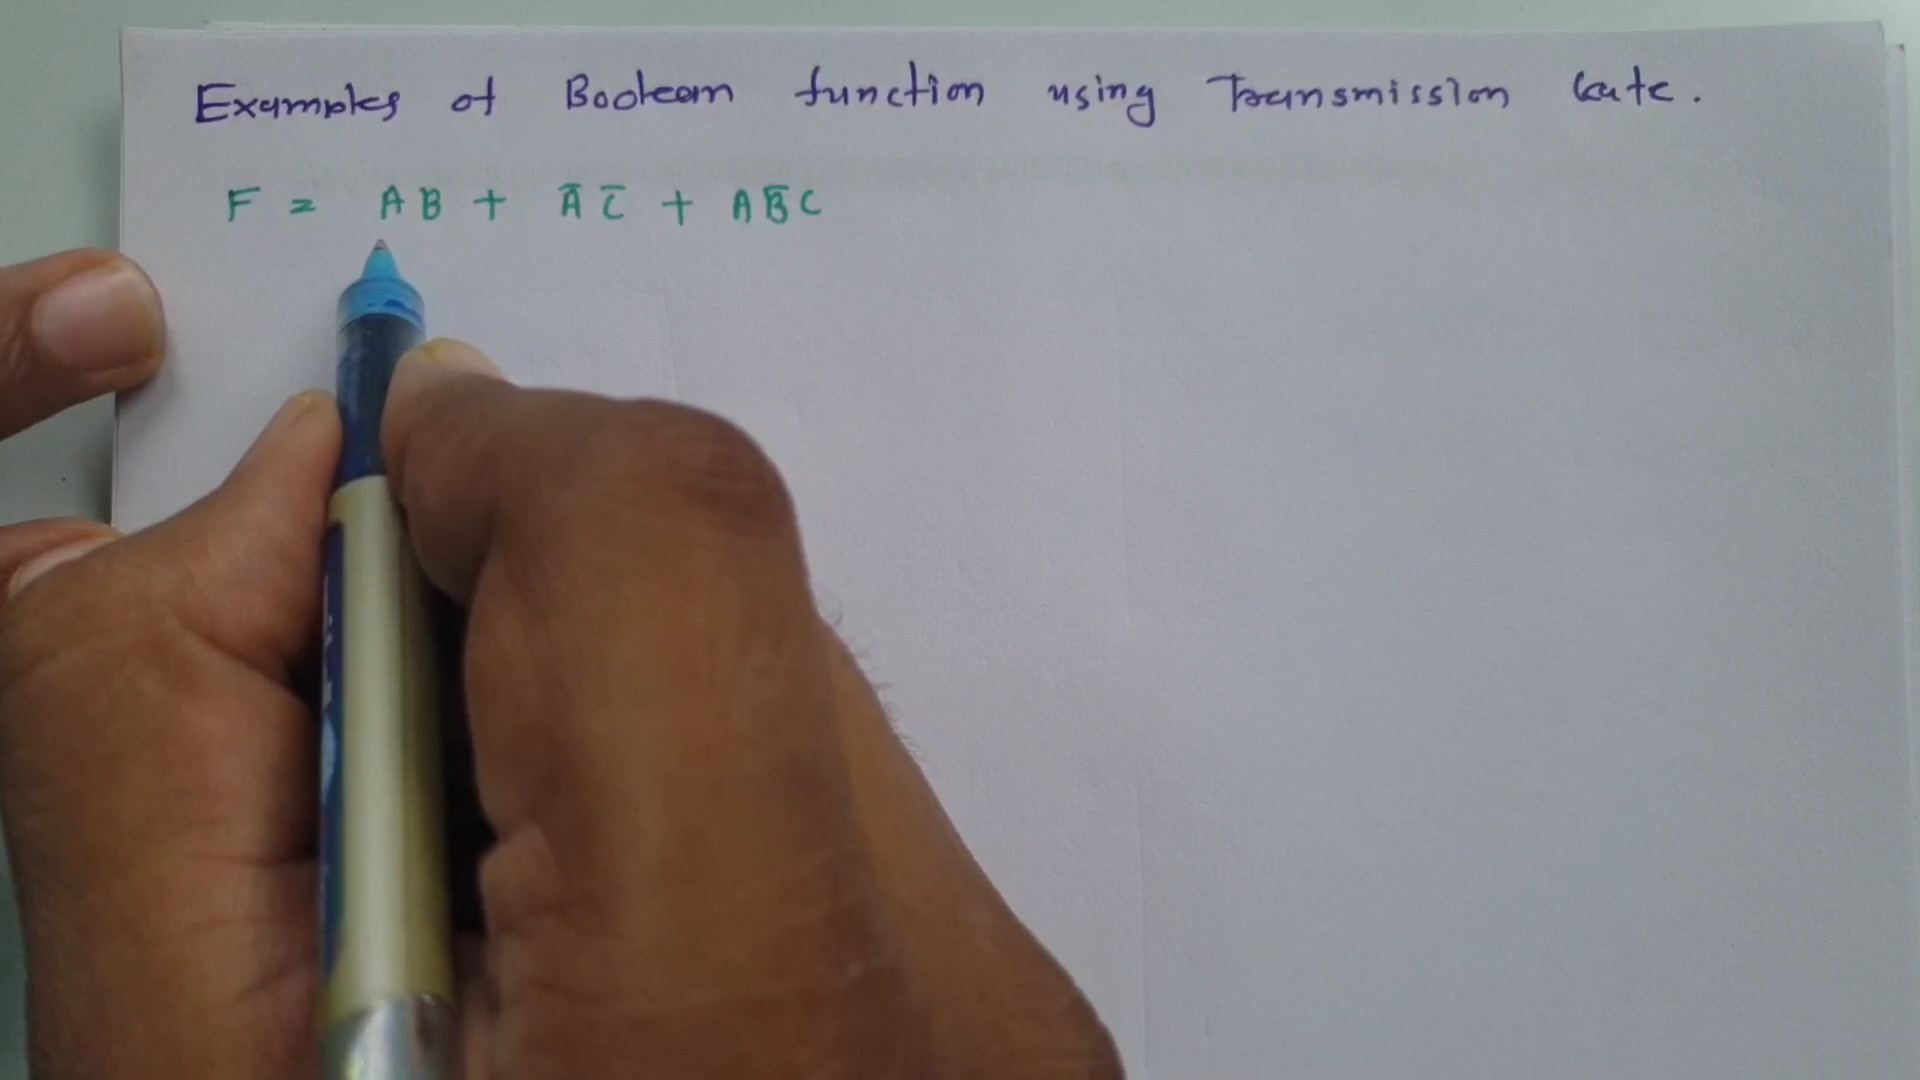 Examples of Boolean function using Transmission Gate.
F = AB + A̅C̅ + AB̅C